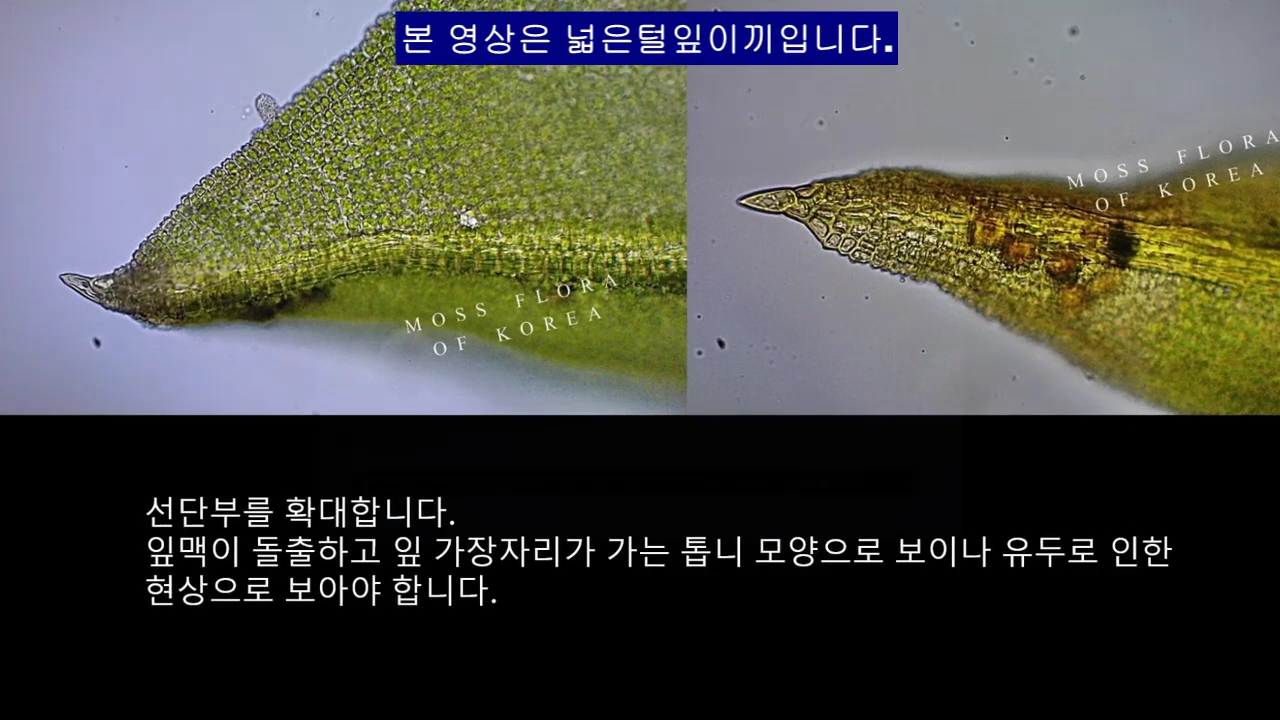 본 영상은 넓은털잎이끼입니다.
MOSS FLORA
OF KOREA
MOSS FLORA
OF KOREA
선단부를 확대합니다.
잎맥이 돌출하고 잎 가장자리가 가는 톱니 모양으로 보이나 유두로 인한
현상으로 보아야 합니다.